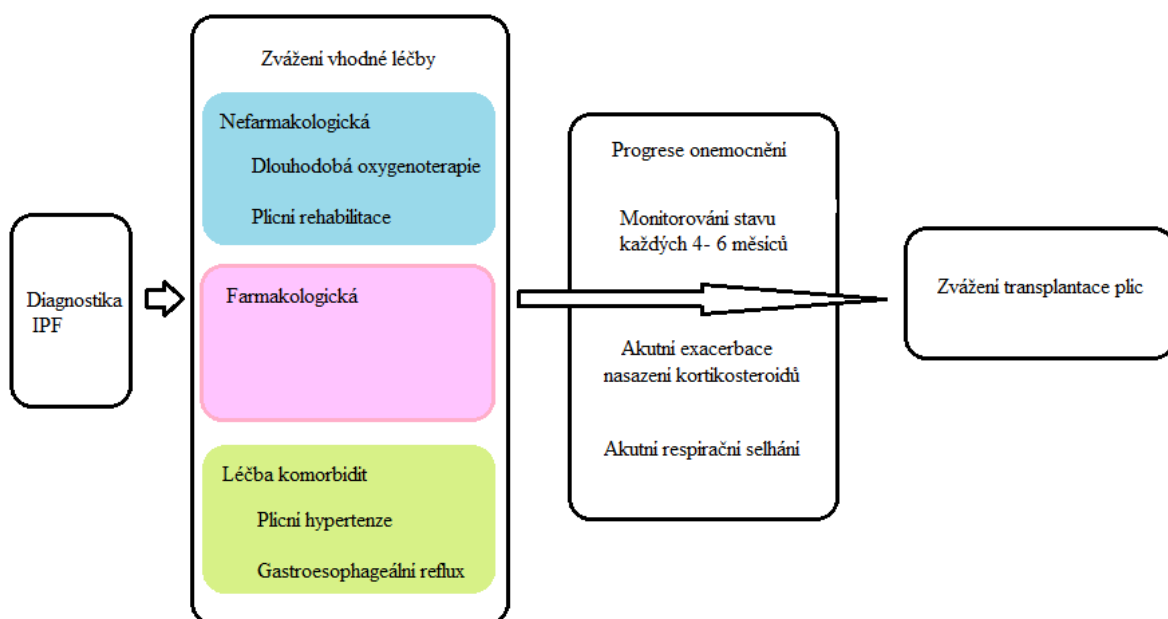 Diagnostika
IPF
Zvážení vhodné léčby
Nefarmakologická
Dlouhodobá oxygenoterapie
Plicní rehabilitace
Farmakologická
Léčba komorbidit
Plicní hypertenze
Gastroesophageální reflux
Progrese onemocnění
Monitorování stavu
každých 4- 6 měsíců
Akutní exacerbace
nasazení kortikosteroidů
Akutní respirační selhání
Zvážení transplantace plic